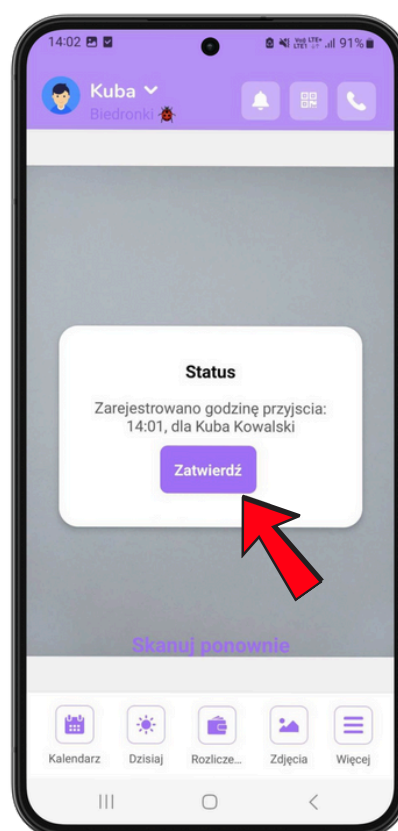 14:02 91%
Kuba
Biedronki
Status
Zarejestrowano godzinę przyjscia:
14:01, dla Kuba Kowalski
Zatwierdź
Skanuj ponownie
Kalendarz Dzisiaj Rozlicze... Zdjęcia Więcej